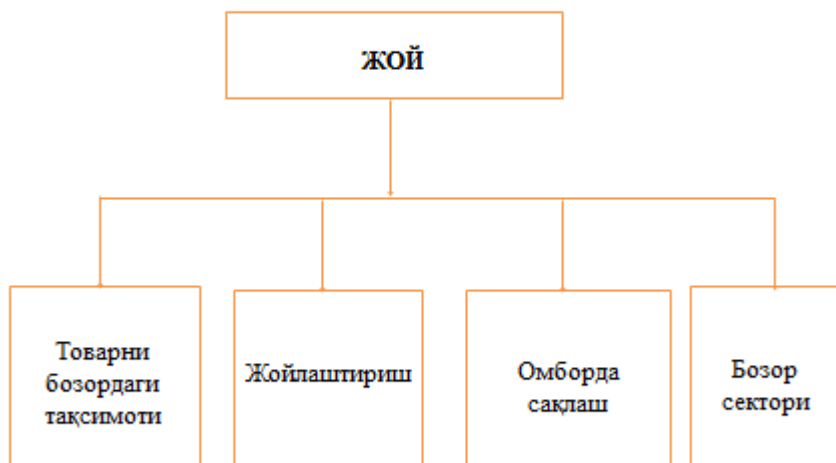 ЖОЙ
Товарни
бозордаги
тақсимоти
Жойлаштириш
Омборда
сақлаш
Бозор
сектори